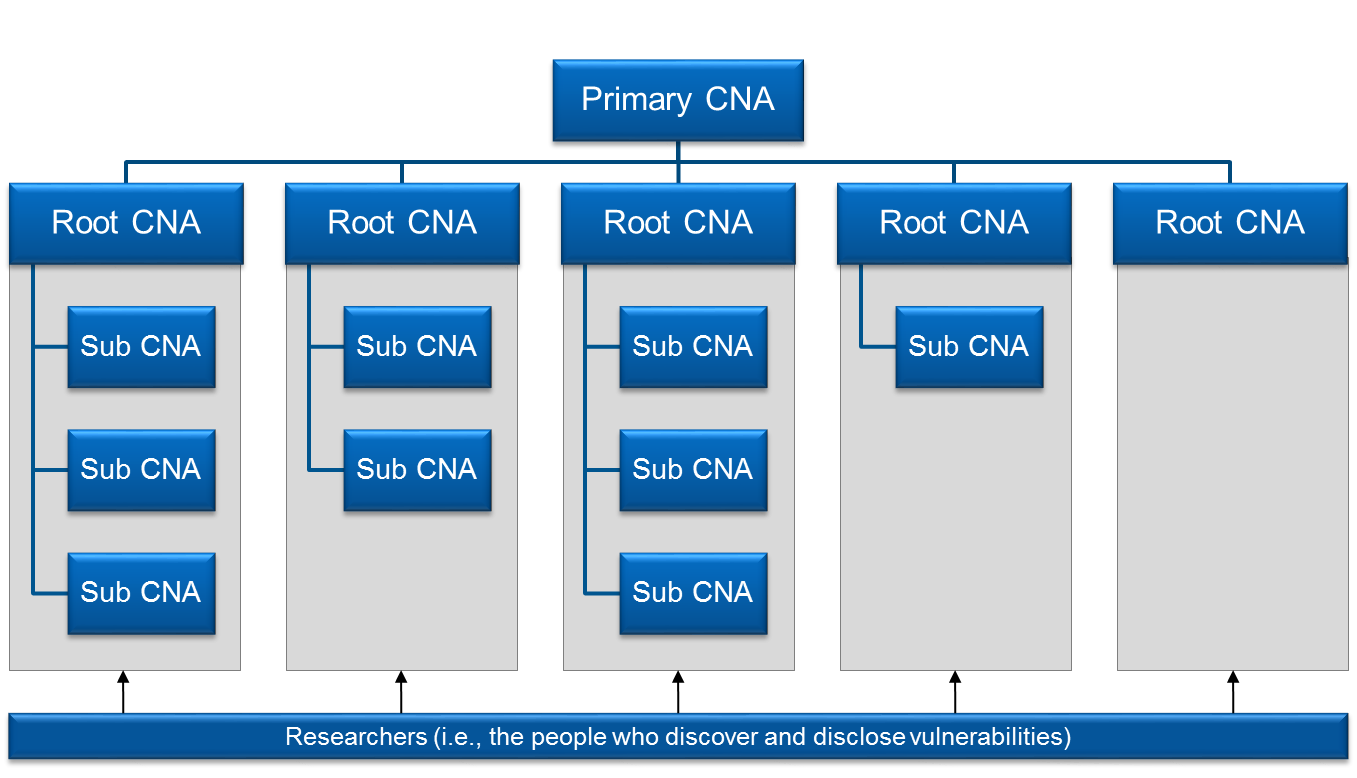 Primary CNA
Root CNA
Root CNA
Root CNA
Root CNA
Root CNA
Sub CNA
Sub CNA
Sub CNA
Sub CNA
Sub CNA
Sub CNA
Sub CNA
Sub CNA
Sub CNA
Researchers (i.e., the people who discover and disclose vulnerabilities)